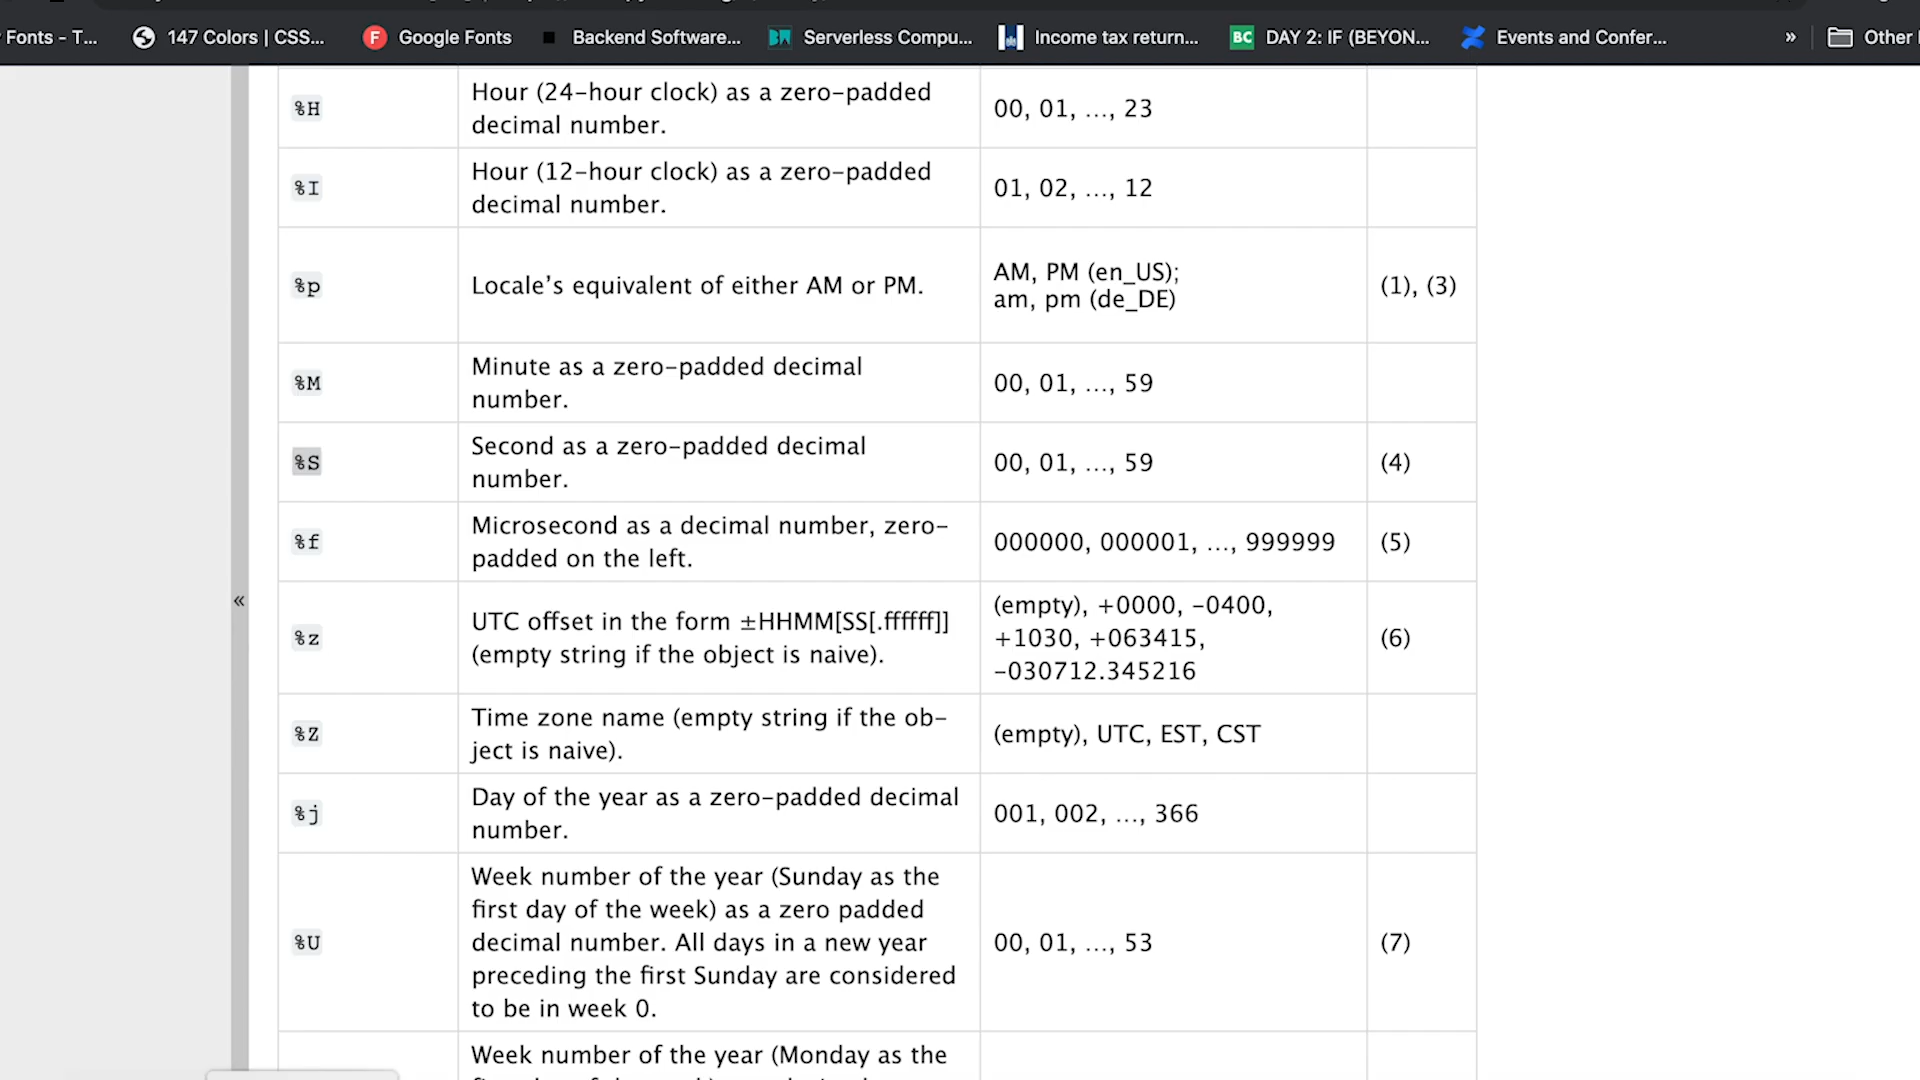 Fonts - T... 147 Colors | CSS... Google Fonts Backend Software... Serverless Compu... Income tax return... BC DAY 2: IF (BEYON... Events and Confer... » Other
%H Hour (24-hour clock) as a zero-padded decimal number. 00, 01, ..., 23
%I Hour (12-hour clock) as a zero-padded decimal number. 01, 02, ..., 12
%p Locale's equivalent of either AM or PM. AM, PM (en_US); am, pm (de_DE) (1), (3)
%M Minute as a zero-padded decimal number. 00, 01, ..., 59
%S Second as a zero-padded decimal number. 00, 01, ..., 59 (4)
%f Microsecond as a decimal number, zero-padded on the left. 000000, 000001, ..., 999999 (5)
«
%z UTC offset in the form ±HHMM[SS[.ffffff]] (empty string if the object is naive). (empty), +0000, -0400, +1030, +063415, -030712.345216 (6)
%Z Time zone name (empty string if the ob-ject is naive). (empty), UTC, EST, CST
%j Day of the year as a zero-padded decimal number. 001, 002, ..., 366
%U Week number of the year (Sunday as the first day of the week) as a zero padded decimal number. All days in a new year preceding the first Sunday are considered to be in week 0. 00, 01, ..., 53 (7)
Week number of the year (Monday as the